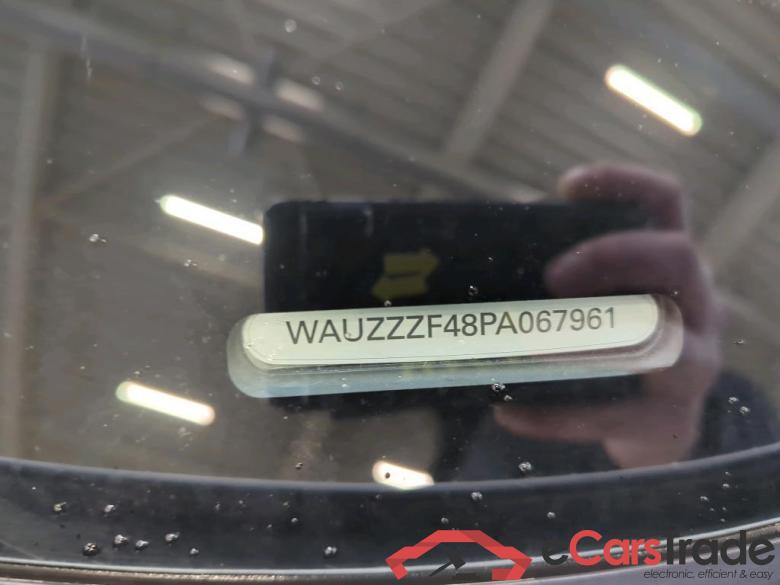 WAUZZZF48PA067961
eCarsTrade
electronic, efficient & easy